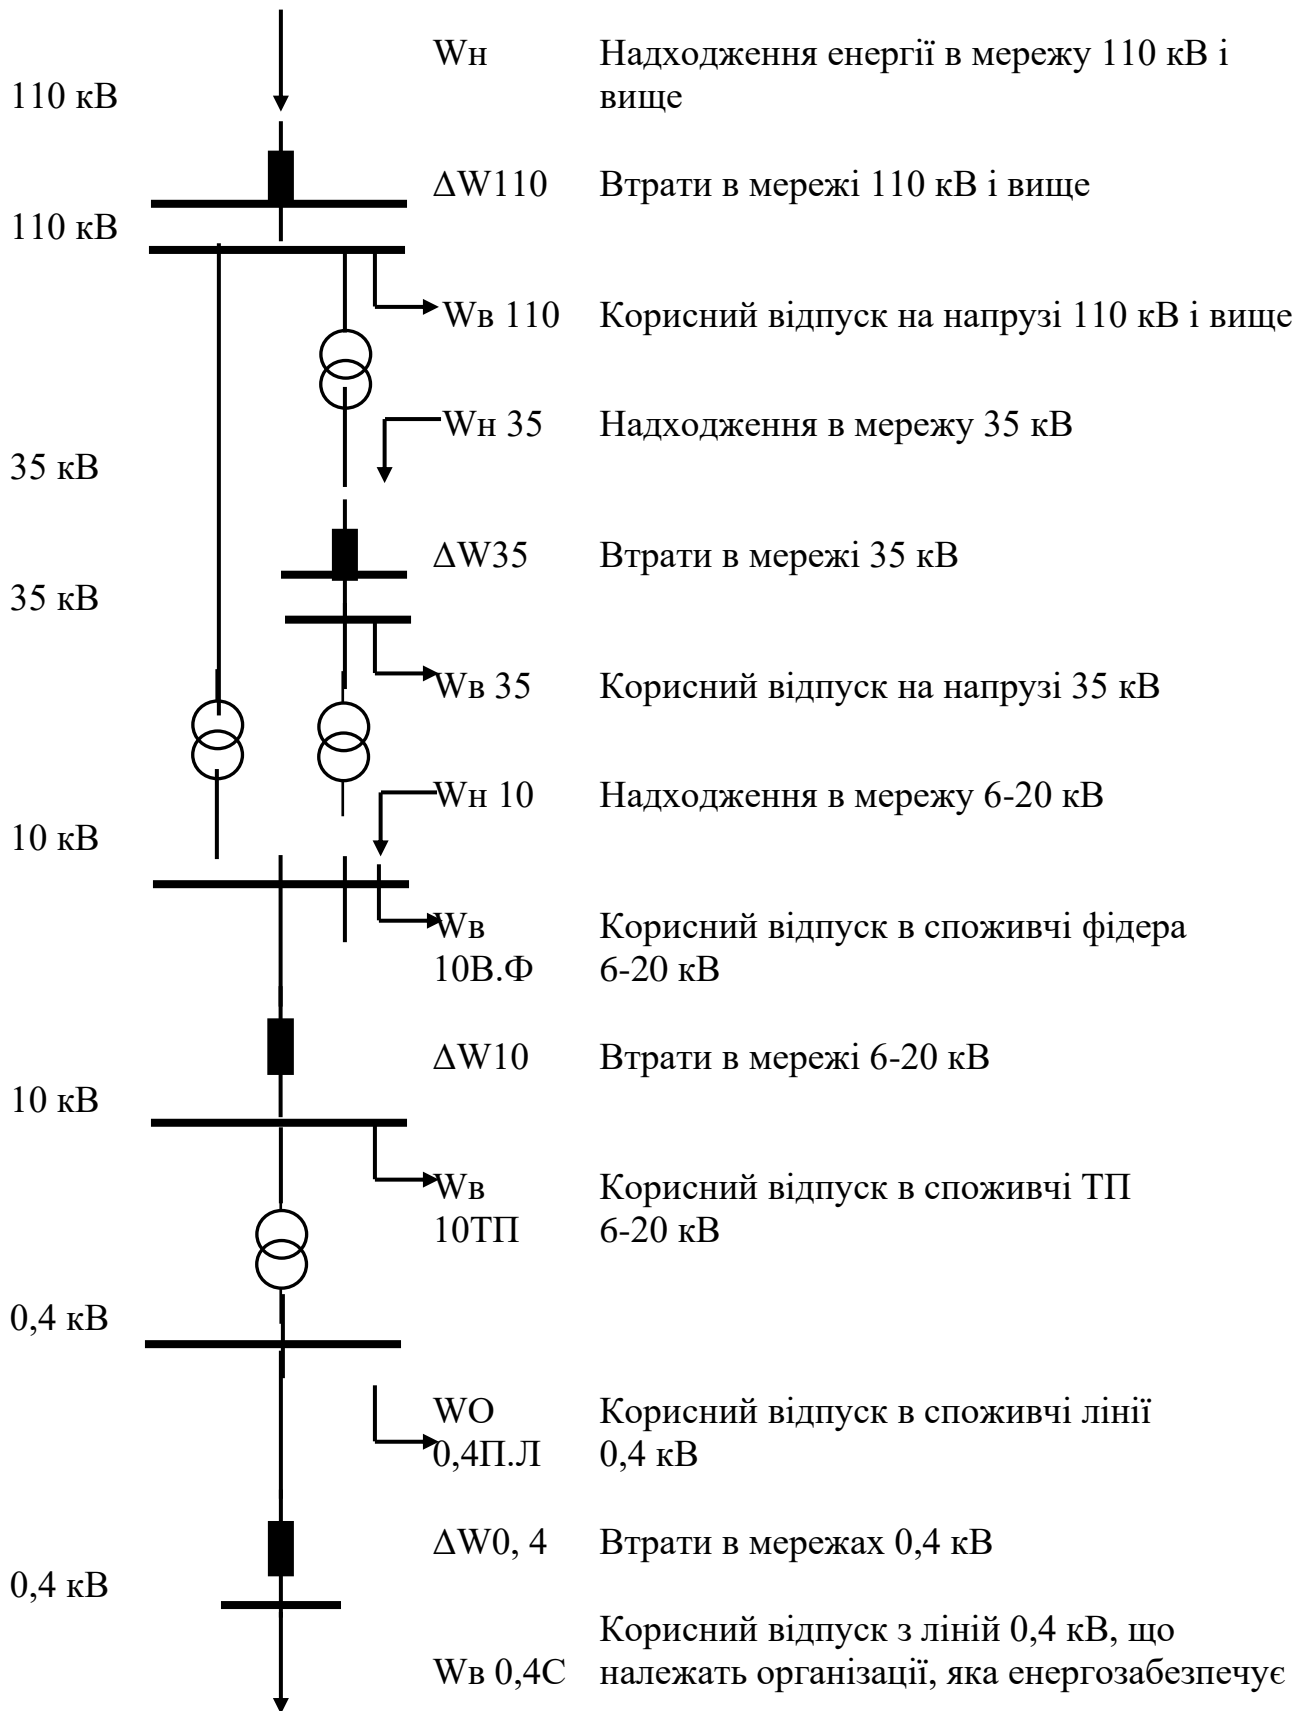 Wн Надходження енергії в мережу 110 кВ і
110 кВ вище
ΔW110 Втрати в мережі 110 кВ і вище
110 кВ
Wв 110 Корисний відпуск на напрузі 110 кВ і вище
Wн 35 Надходження в мережу 35 кВ
35 кВ
ΔW35 Втрати в мережі 35 кВ
35 кВ
Wв 35 Корисний відпуск на напрузі 35 кВ
Wн 10 Надходження в мережу 6-20 кВ
10 кВ
Wв Корисний відпуск в споживчі фідера
10В.Ф 6-20 кВ
ΔW10 Втрати в мережі 6-20 кВ
10 кВ
Wв Корисний відпуск в споживчі ТП
10ТП 6-20 кВ
0,4 кВ
WО Корисний відпуск в споживчі лінії
0,4П.Л 0,4 кВ
ΔW0, 4 Втрати в мережах 0,4 кВ
0,4 кВ
Корисний відпуск з ліній 0,4 кВ, що
Wв 0,4С належать організації, яка енергозабезпечує